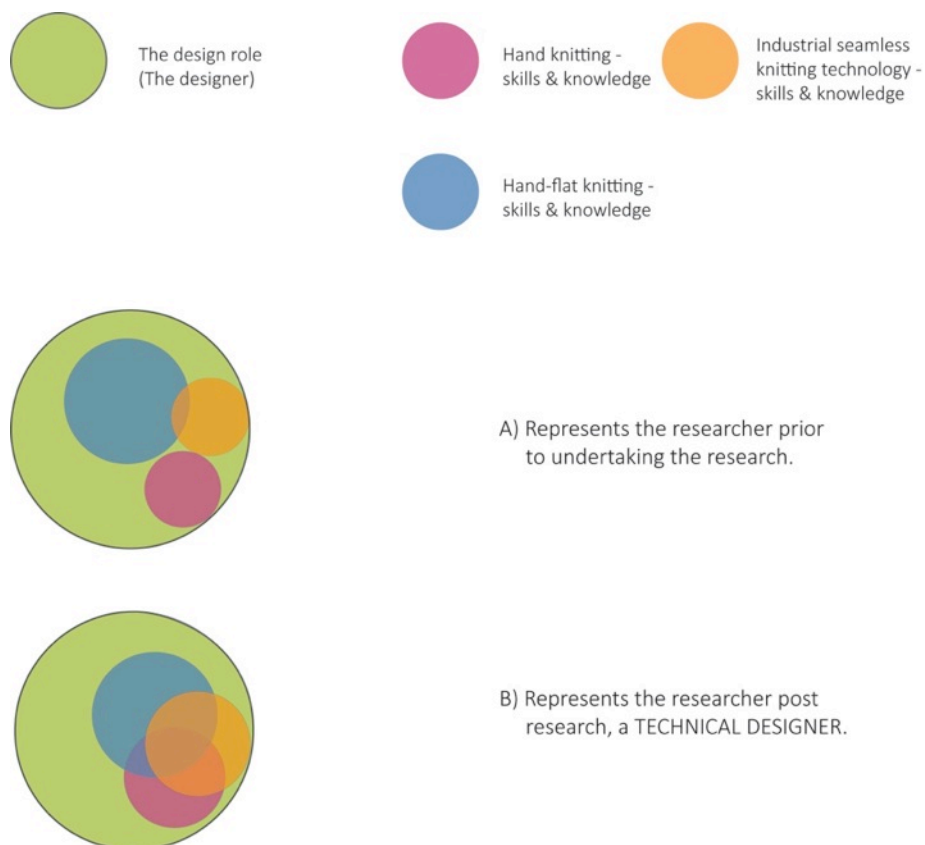 The design role
(The designer)
Hand knitting -
skills & knowledge
Industrial seamless
knitting technology -
skills & knowledge
Hand-flat knitting -
skills & knowledge
A) Represents the researcher prior
to undertaking the research.
B) Represents the researcher post
research, a TECHNICAL DESIGNER.